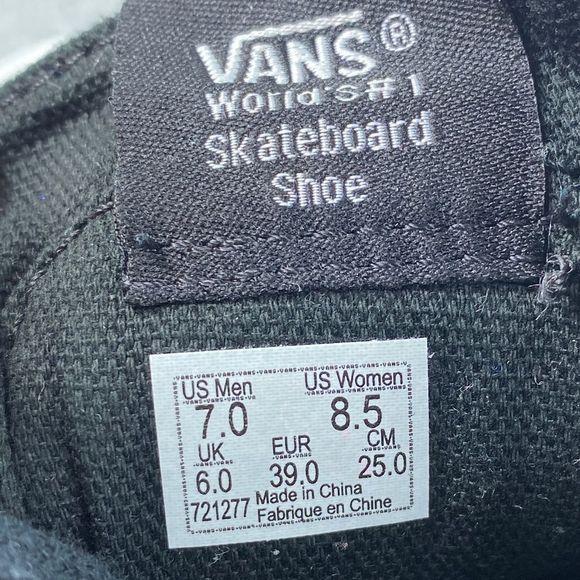 VANS®
World's #1
Skateboard
Shoe
US Men US Women
7.0 8.5
UK EUR CM
6.0 39.0 25.0
721277 Made in China
Fabrique en Chine